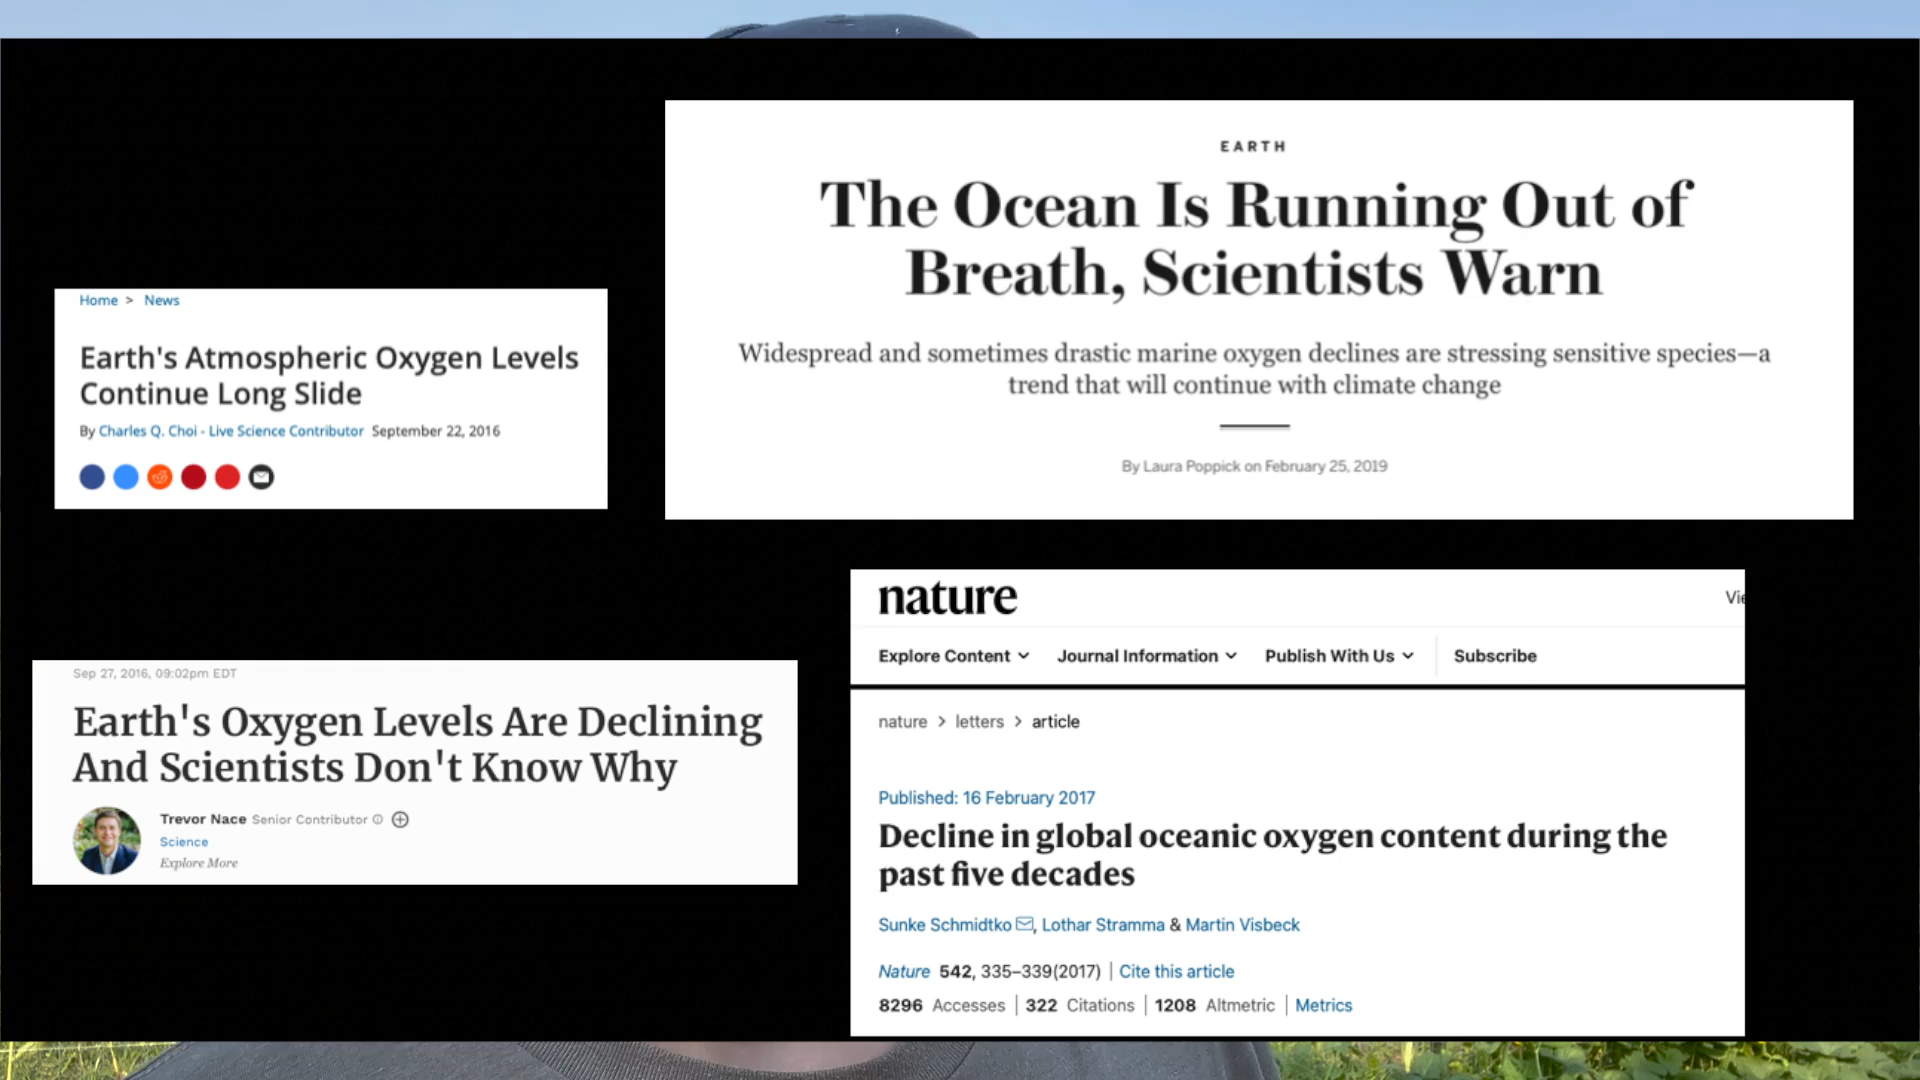 Home > News
Earth's Atmospheric Oxygen Levels
Continue Long Slide
By Charles Q. Choi - Live Science Contributor September 22, 2016
EARTH
The Ocean Is Running Out of
Breath, Scientists Warn
Widespread and sometimes drastic marine oxygen declines are stressing sensitive species—a
trend that will continue with climate change
By Laura Poppick on February 25, 2019
Sep 27, 2016, 09:02pm EDT
Earth's Oxygen Levels Are Declining
And Scientists Don't Know Why
Trevor Nace Senior Contributor
Science
Explore More
nature
Explore Content Journal Information Publish With Us Subscribe
nature > letters > article
Published: 16 February 2017
Decline in global oceanic oxygen content during the
past five decades
Sunke Schmidtko, Lothar Stramma & Martin Visbeck
Nature 542, 335–339(2017) | Cite this article
8296 Accesses | 322 Citations | 1208 Altmetric | Metrics